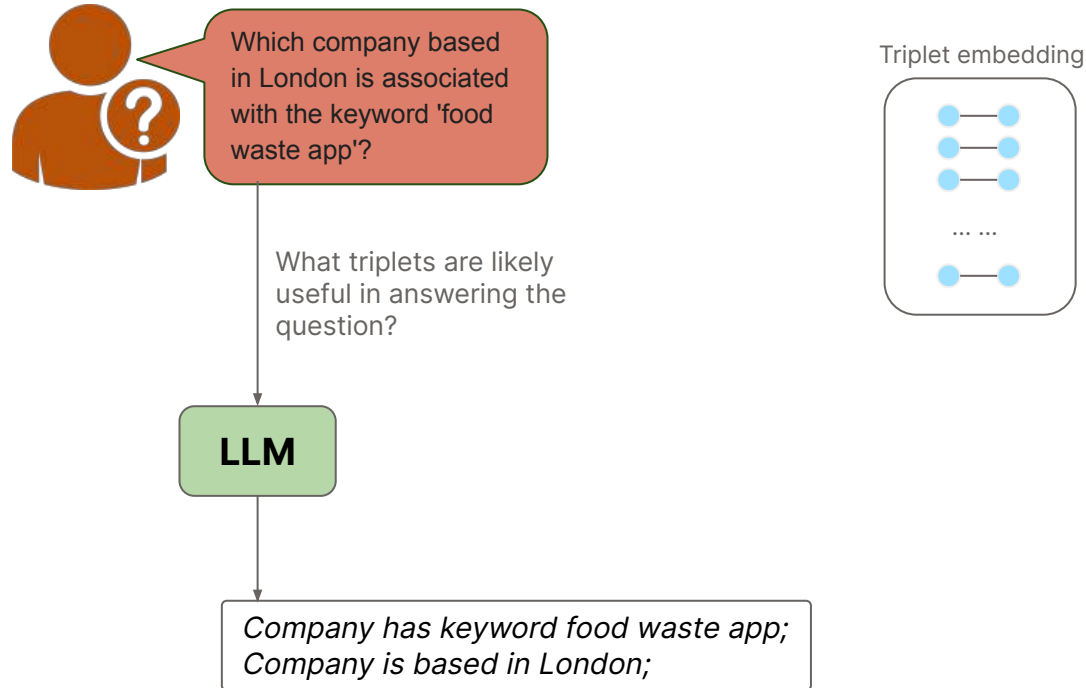 Which company based
in London is associated
with the keyword 'food
waste app'?
Triplet embedding
... ...
What triplets are likely
useful in answering the
question?
LLM
Company has keyword food waste app;
Company is based in London;